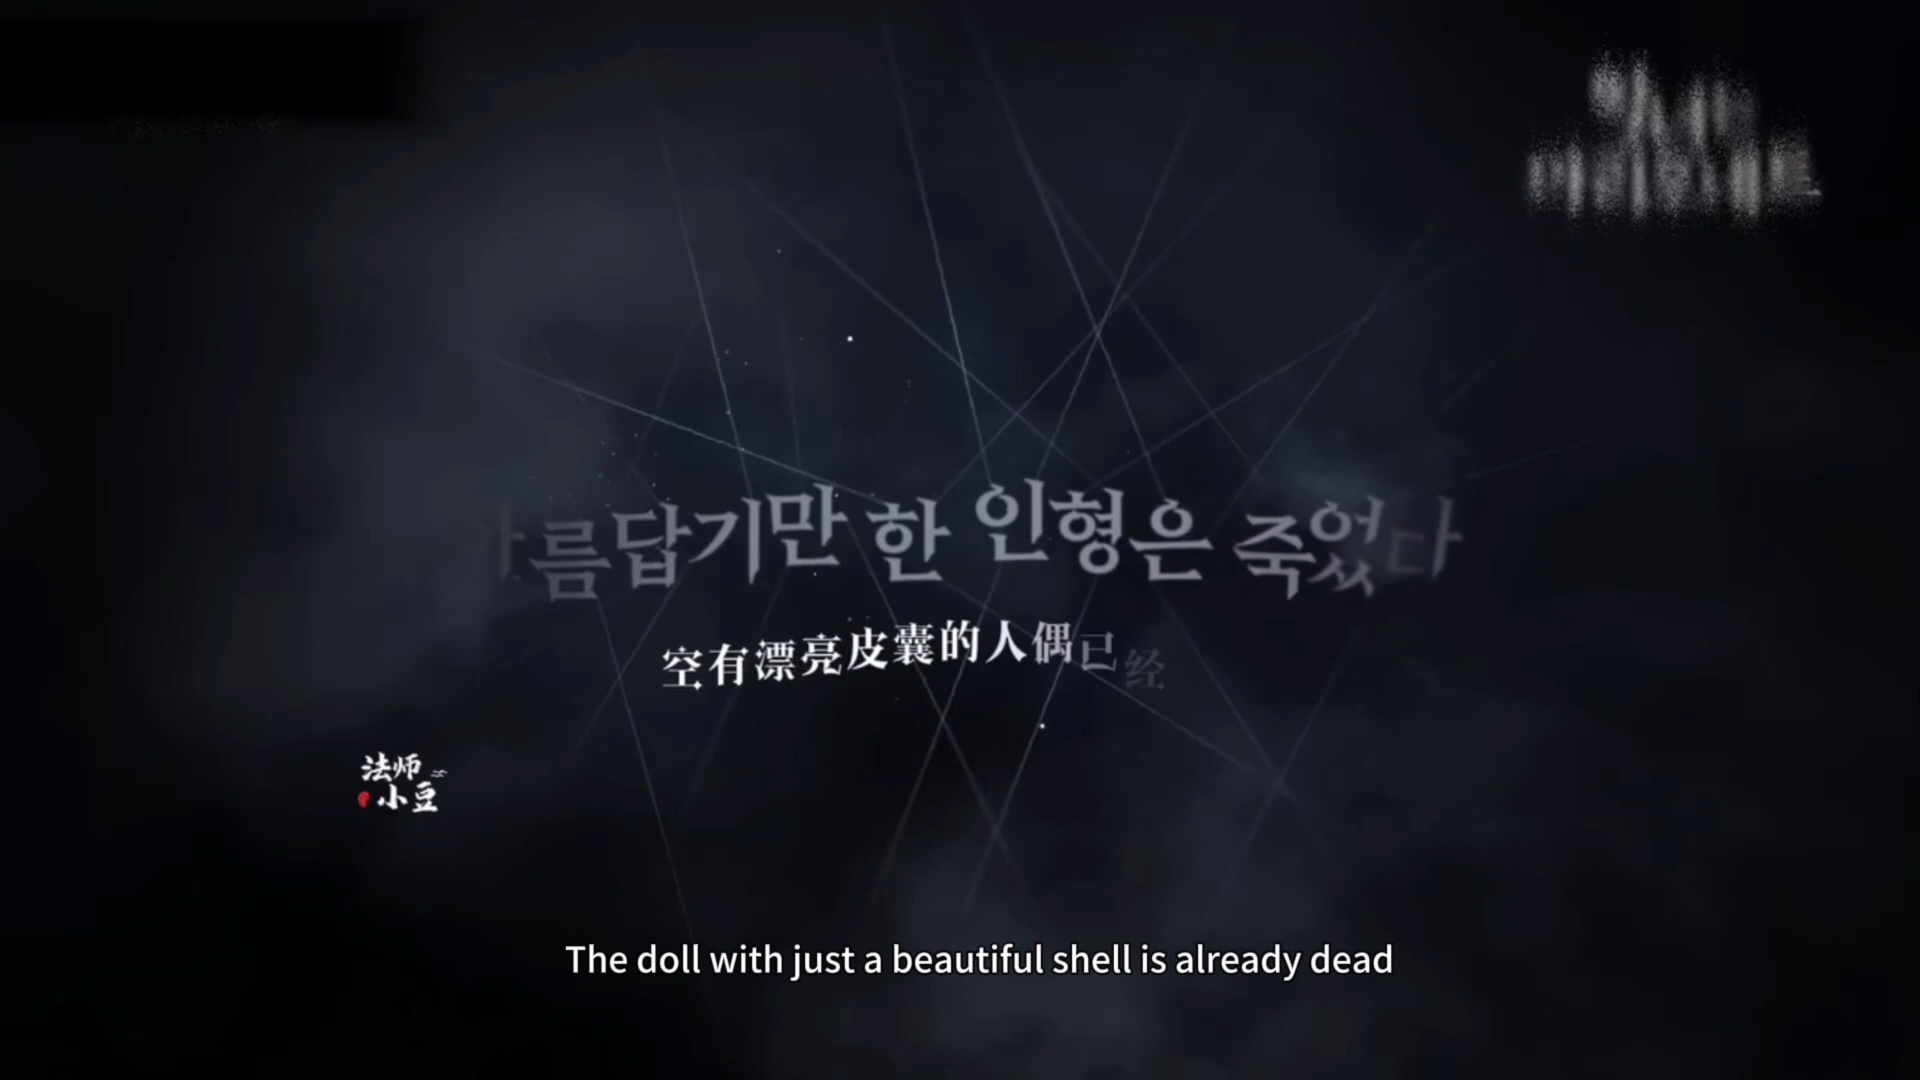 아름답기만 한 인형은 죽었다
空有漂亮皮囊的人偶已经
法师
小豆
The doll with just a beautiful shell is already dead